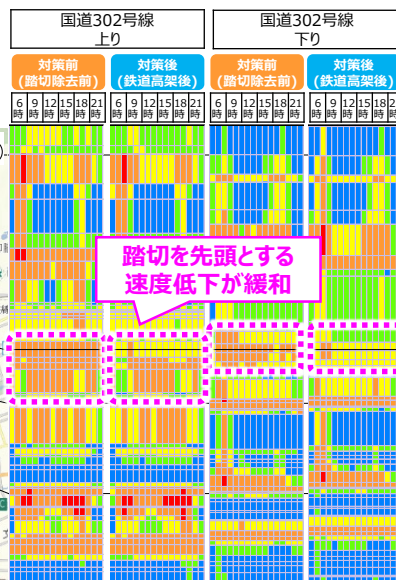 国道302号線
上り
国道302号線
下り
対策前
(踏切除去前)
対策後
(鉄道高架後)
対策前
(踏切除去前)
対策後
(鉄道高架後)
6時 9時 12時 15時 18時 21時
6時 9時 12時 15時 18時 21時
6時 9時 12時 15時 18時 21時
6時 9時 12時 15時 18時
踏切を先頭とする
速度低下が緩和